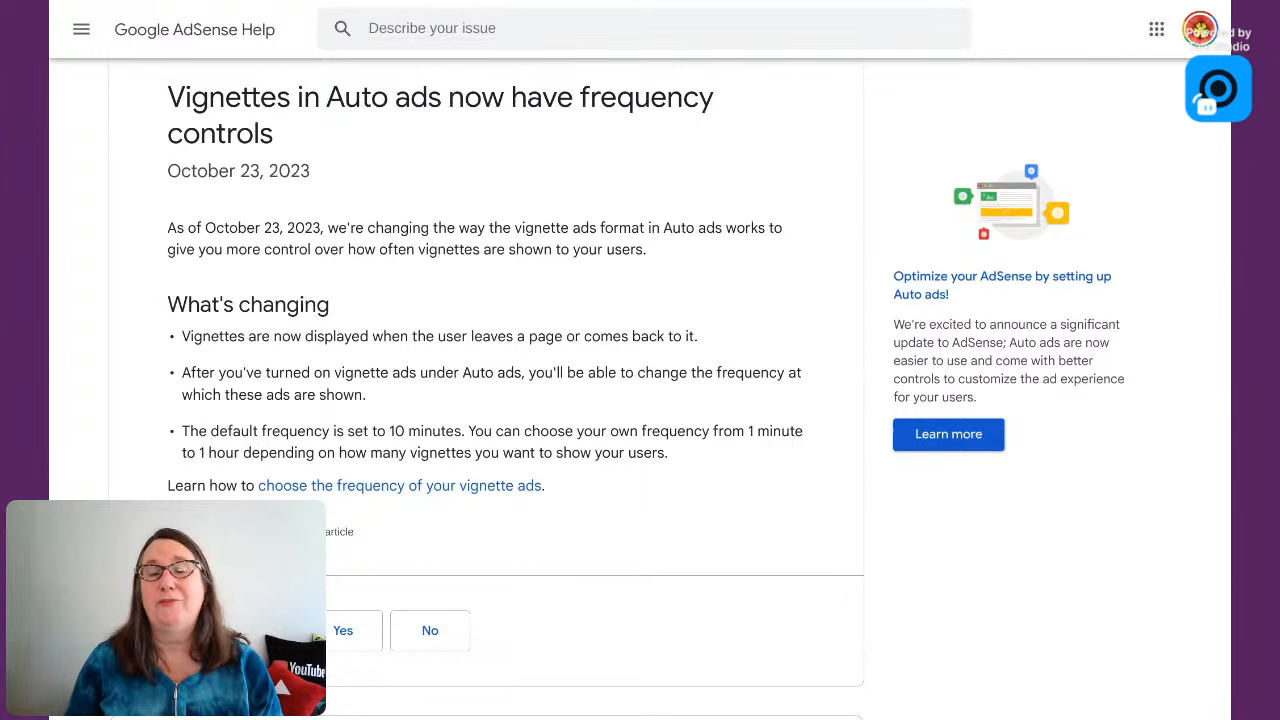 Google AdSense Help
Describe your issue
Powered by
Vignettes in Auto ads now have frequency
controls
October 23, 2023
As of October 23, 2023, we're changing the way the vignette ads format in Auto ads works to
give you more control over how often vignettes are shown to your users.
What's changing
• Vignettes are now displayed when the user leaves a page or comes back to it.
• After you've turned on vignette ads under Auto ads, you'll be able to change the frequency at
which these ads are shown.
• The default frequency is set to 10 minutes. You can choose your own frequency from 1 minute
to 1 hour depending on how many vignettes you want to show your users.
Learn how to choose the frequency of your vignette ads.
article
Yes
No
Optimize your AdSense by setting up
Auto ads!
We're excited to announce a significant
update to AdSense; Auto ads are now
easier to use and come with better
controls to customize the ad experience
for your users.
Learn more
YouTube